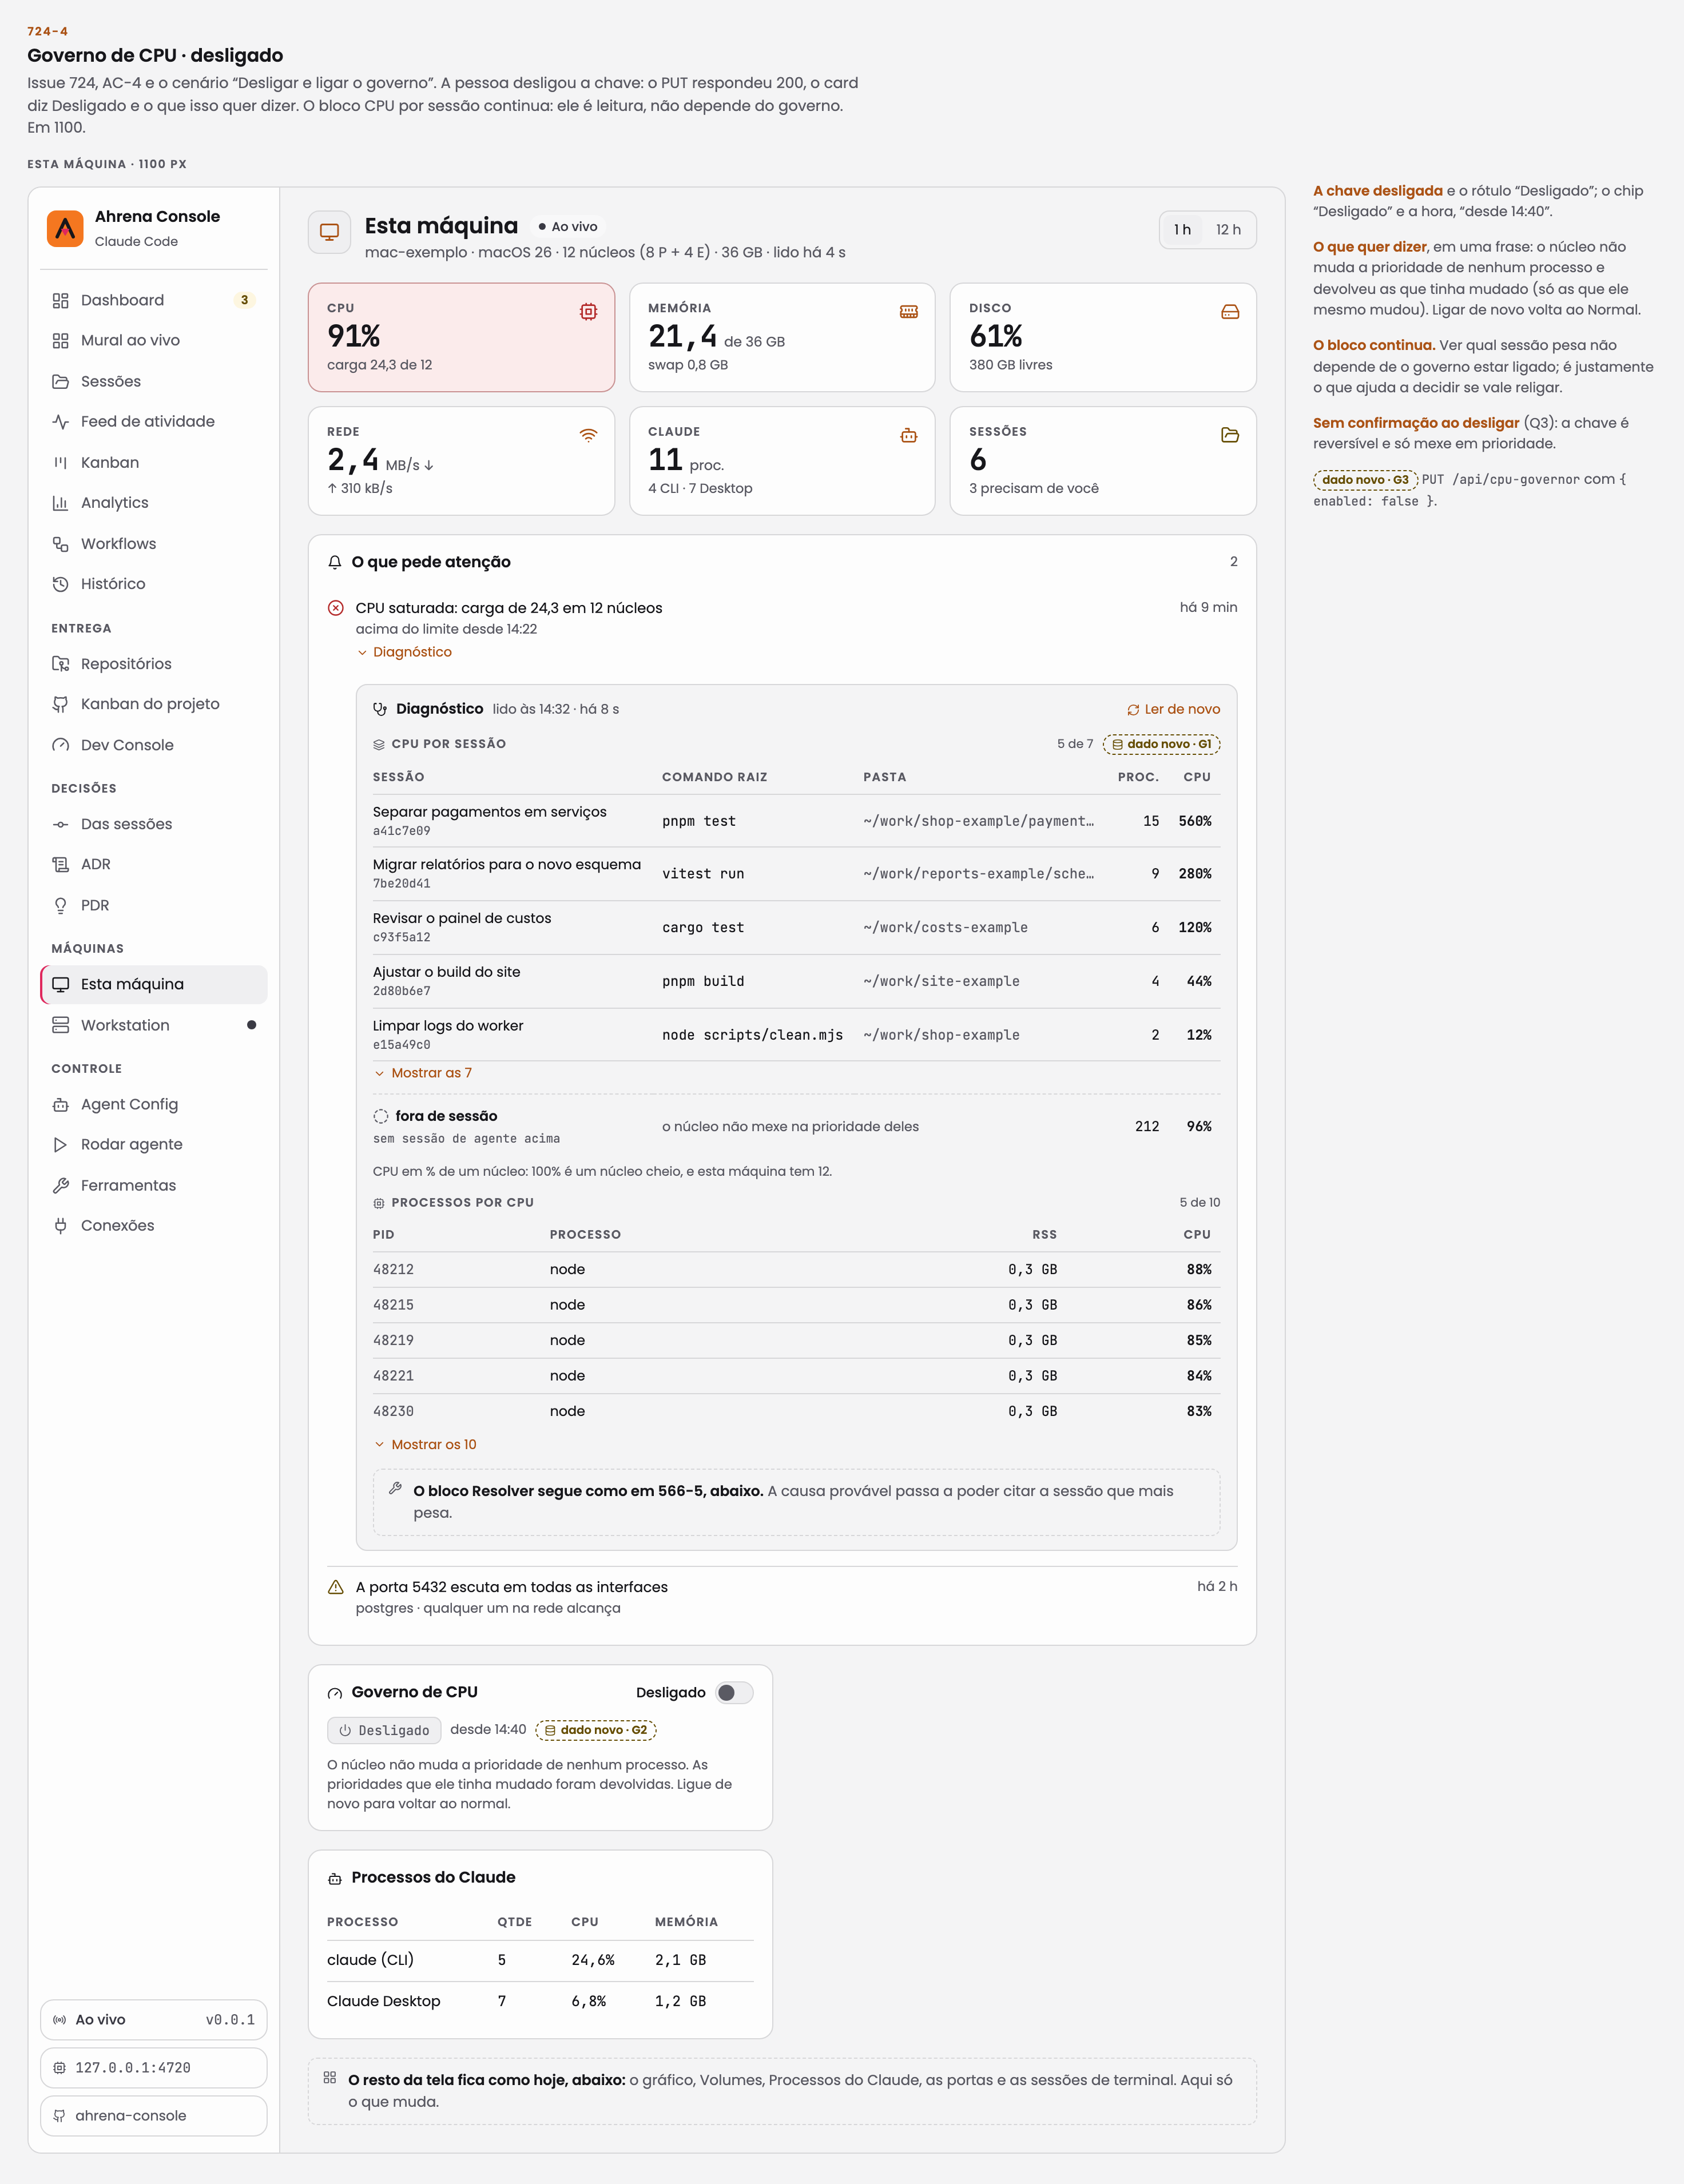 724-4
Governo de CPU · desligado
Issue 724, AC-4 e o cenário “Desligar e ligar o governo”. A pessoa desligou a chave: o PUT respondeu 200, o card
diz Desligado e o que isso quer dizer. O bloco CPU por sessão continua: ele é leitura, não depende do governo.
Em 1100.
ESTA MÁQUINA · 1100 PX
Ahrena Console
Claude Code
Dashboard 3
Mural ao vivo
Sessões
Feed de atividade
Kanban
Analytics
Workflows
Histórico
ENTREGA
Repositórios
Kanban do projeto
Dev Console
DECISÕES
Das sessões
ADR
PDR
MÁQUINAS
Esta máquina
Workstation
CONTROLE
Agent Config
Rodar agente
Ferramentas
Conexões
Ao vivo v0.0.1
127.0.0.1:4720
ahrena-console
Esta máquina Ao vivo
mac-exemplo · macOS 26 · 12 núcleos (8 P + 4 E) · 36 GB · lido há 4 s
1 h 12 h
CPU
91%
carga 24,3 de 12
MEMÓRIA
21,4 de 36 GB
swap 0,8 GB
DISCO
61%
380 GB livres
REDE
2,4 MB/s ↓
↑ 310 kB/s
CLAUDE
11 proc.
4 CLI · 7 Desktop
SESSÕES
6
3 precisam de você
O que pede atenção 2
CPU saturada: carga de 24,3 em 12 núcleos há 9 min
acima do limite desde 14:22
Diagnóstico
Diagnóstico lido às 14:32 · há 8 s Ler de novo
CPU POR SESSÃO 5 de 7 dado novo · G1
SESSÃO COMANDO RAIZ PASTA PROC. CPU
Separar pagamentos em serviços
a41c7e09 pnpm test ~/work/shop-example/payment… 15 560%
Migrar relatórios para o novo esquema
7be20d41 vitest run ~/work/reports-example/sche… 9 280%
Revisar o painel de custos
c93f5a12 cargo test ~/work/costs-example 6 120%
Ajustar o build do site
2d80b6e7 pnpm build ~/work/site-example 4 44%
Limpar logs do worker
e15a49c0 node scripts/clean.mjs ~/work/shop-example 2 12%
Mostrar as 7
fora de sessão
sem sessão de agente acima o núcleo não mexe na prioridade deles 212 96%
CPU em % de um núcleo: 100% é um núcleo cheio, e esta máquina tem 12.
PROCESSOS POR CPU 5 de 10
PID PROCESSO RSS CPU
48212 node 0,3 GB 88%
48215 node 0,3 GB 86%
48219 node 0,3 GB 85%
48221 node 0,3 GB 84%
48230 node 0,3 GB 83%
Mostrar os 10
O bloco Resolver segue como em 566-5, abaixo. A causa provável passa a poder citar a sessão que mais
pesa.
A porta 5432 escuta em todas as interfaces há 2 h
postgres · qualquer um na rede alcança
Governo de CPU Desligado
Desligado desde 14:40 dado novo · G2
O núcleo não muda a prioridade de nenhum processo. As
prioridades que ele tinha mudado foram devolvidas. Ligue de
novo para voltar ao normal.
Processos do Claude
PROCESSO QTDE CPU MEMÓRIA
claude (CLI) 5 24,6% 2,1 GB
Claude Desktop 7 6,8% 1,2 GB
O resto da tela fica como hoje, abaixo: o gráfico, Volumes, Processos do Claude, as portas e as sessões de terminal. Aqui só
o que muda.
A chave desligada e o rótulo “Desligado”; o chip
“Desligado” e a hora, “desde 14:40”.
O que quer dizer, em uma frase: o núcleo não
muda a prioridade de nenhum processo e
devolveu as que tinha mudado (só as que ele
mesmo mudou). Ligar de novo volta ao Normal.
O bloco continua. Ver qual sessão pesa não
depende de o governo estar ligado; é justamente
o que ajuda a decidir se vale religar.
Sem confirmação ao desligar (Q3): a chave é
reversível e só mexe em prioridade.
dado novo · G3 PUT /api/cpu-governor com {
enabled: false }.